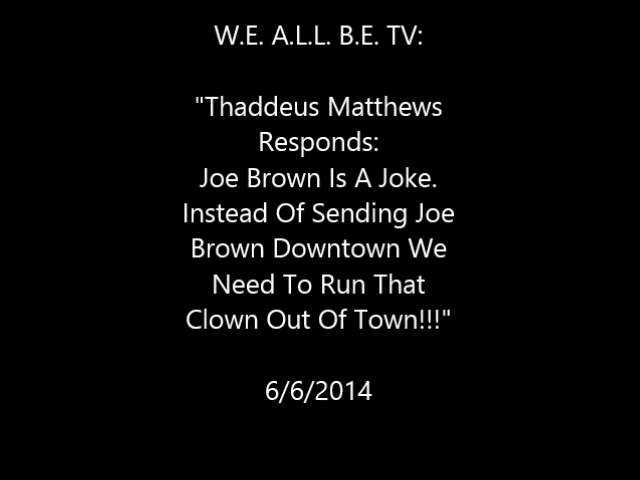 W.E. A.L.L. B.E. TV:
"Thaddeus Matthews
Responds:
Joe Brown Is A Joke.
Instead Of Sending Joe
Brown Downtown We
Need To Run That
Clown Out Of Town!!!"
6/6/2014